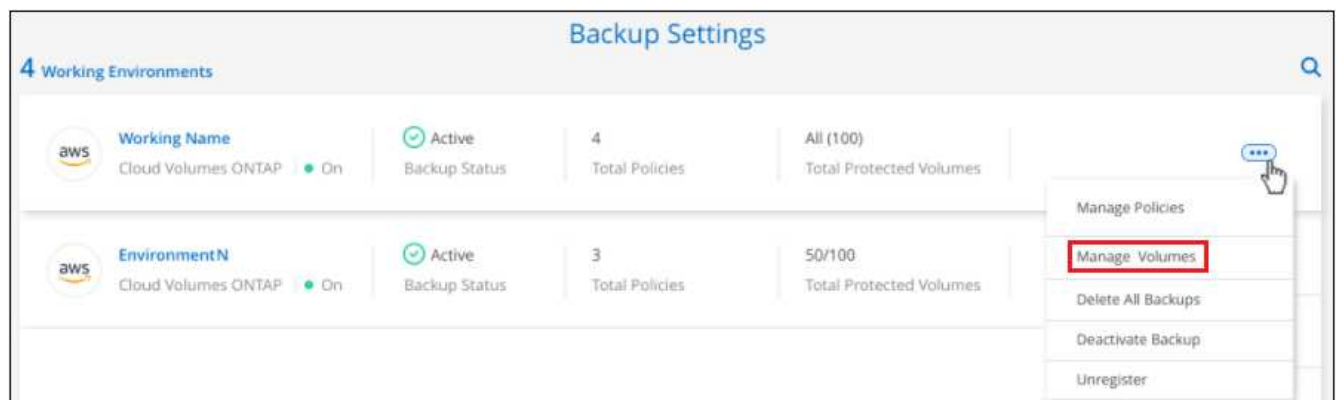 Backup Settings
4 Working Environments
aws
Working Name
Cloud Volumes ONTAP
On
Active
Backup Status
4
Total Policies
All (100)
Total Protected Volumes
Manage Policies
Manage Volumes
Delete All Backups
Deactivate Backup
Unregister
aws
EnvironmentN
Cloud Volumes ONTAP
On
Active
Backup Status
3
Total Policies
50/100
Total Protected Volumes